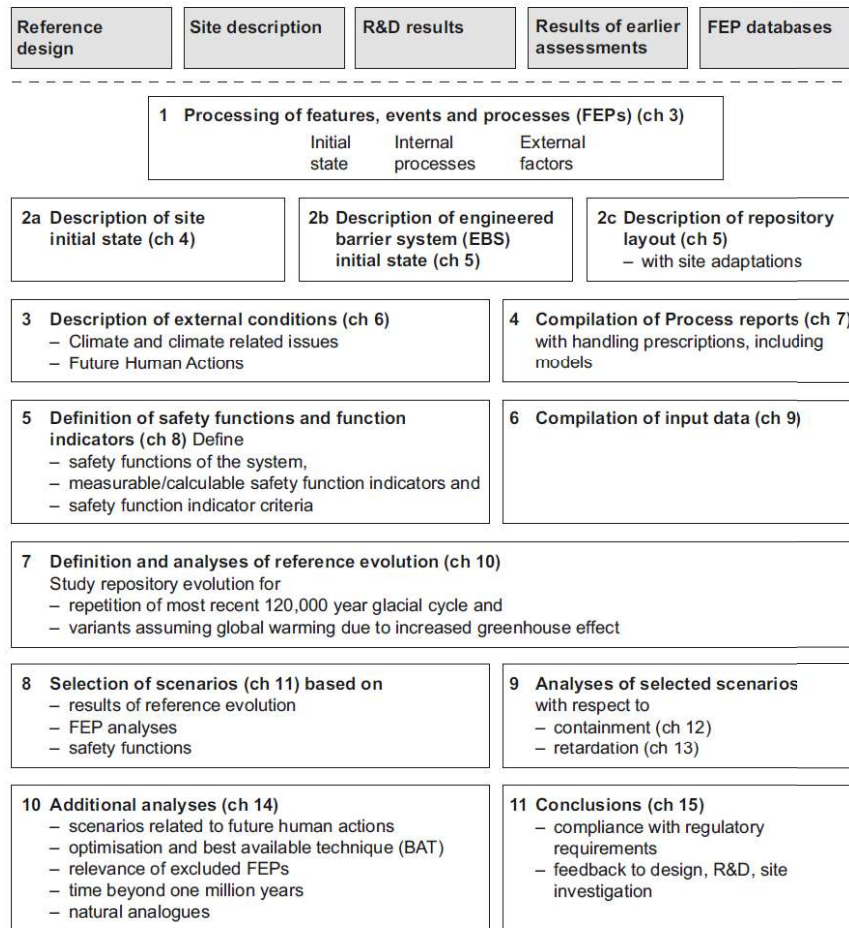 Reference
design
Site description
R&D results
Results of earlier
assessments
FEP databases
1 Processing of features, events and processes (FEPs) (ch 3)
Initial
state
Internal
processes
External
factors
2a Description of site
initial state (ch 4)
2b Description of engineered
barrier system (EBS)
initial state (ch 5)
2c Description of repository
layout (ch 5)
– with site adaptations
3 Description of external conditions (ch 6)
– Climate and climate related issues
– Future Human Actions
4 Compilation of Process reports (ch 7)
with handling prescriptions, including
models
5 Definition of safety functions and function
indicators (ch 8) Define
– safety functions of the system,
– measurable/calculable safety function indicators and
– safety function indicator criteria
6 Compilation of input data (ch 9)
7 Definition and analyses of reference evolution (ch 10)
Study repository evolution for
– repetition of most recent 120,000 year glacial cycle and
– variants assuming global warming due to increased greenhouse effect
8 Selection of scenarios (ch 11) based on
– results of reference evolution
– FEP analyses
– safety functions
9 Analyses of selected scenarios
with respect to
– containment (ch 12)
– retardation (ch 13)
10 Additional analyses (ch 14)
– scenarios related to future human actions
– optimisation and best available technique (BAT)
– relevance of excluded FEPs
– time beyond one million years
– natural analogues
11 Conclusions (ch 15)
– compliance with regulatory
requirements
– feedback to design, R&D, site
investigation